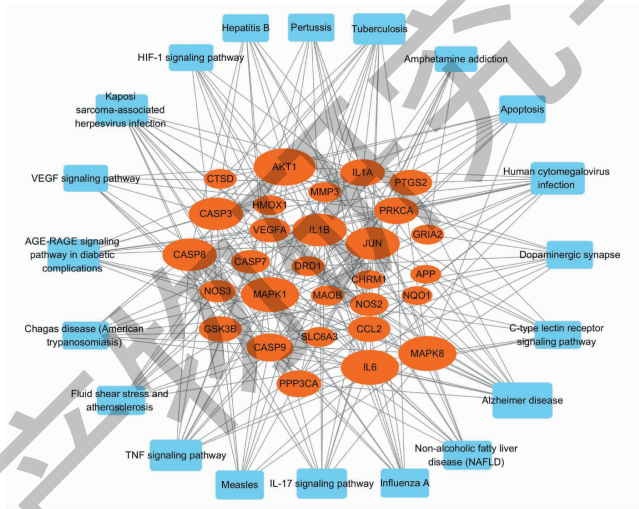 Hepatitis B
Pertussis
Tuberculosis
HIF-1 signaling pathway
Amphetamine addiction
Kaposi
sarcoma-associated
herpesvirus infection
Apoptosis
VEGF signaling pathway
Human cytomegalovirus
infection
AGE-RAGE signaling
pathway in diabetic
complications
Dopaminergic synapse
Chagas disease (American
trypanosomiasis)
C-type lectin receptor
signaling pathway
Fluid shear stress and
atherosclerosis
Alzheimer disease
TNF signaling pathway
Non-alcoholic fatty liver
disease (NAFLD)
Measles
IL-17 signaling pathway
Influenza A
AKT1
IL1A
CTSD
MMP3
PTGS2
HMOX1
CASP3
PRKCA
VEGFA
IL1B
JUN
GRIA2
CASP8
CASP7
DRD1
CHRM1
APP
NOS3
MAPK1
MAOB
NOS2
NQO1
GSK3B
SLC6A3
CCL2
CASP9
MAPK8
IL6
PPP3CA